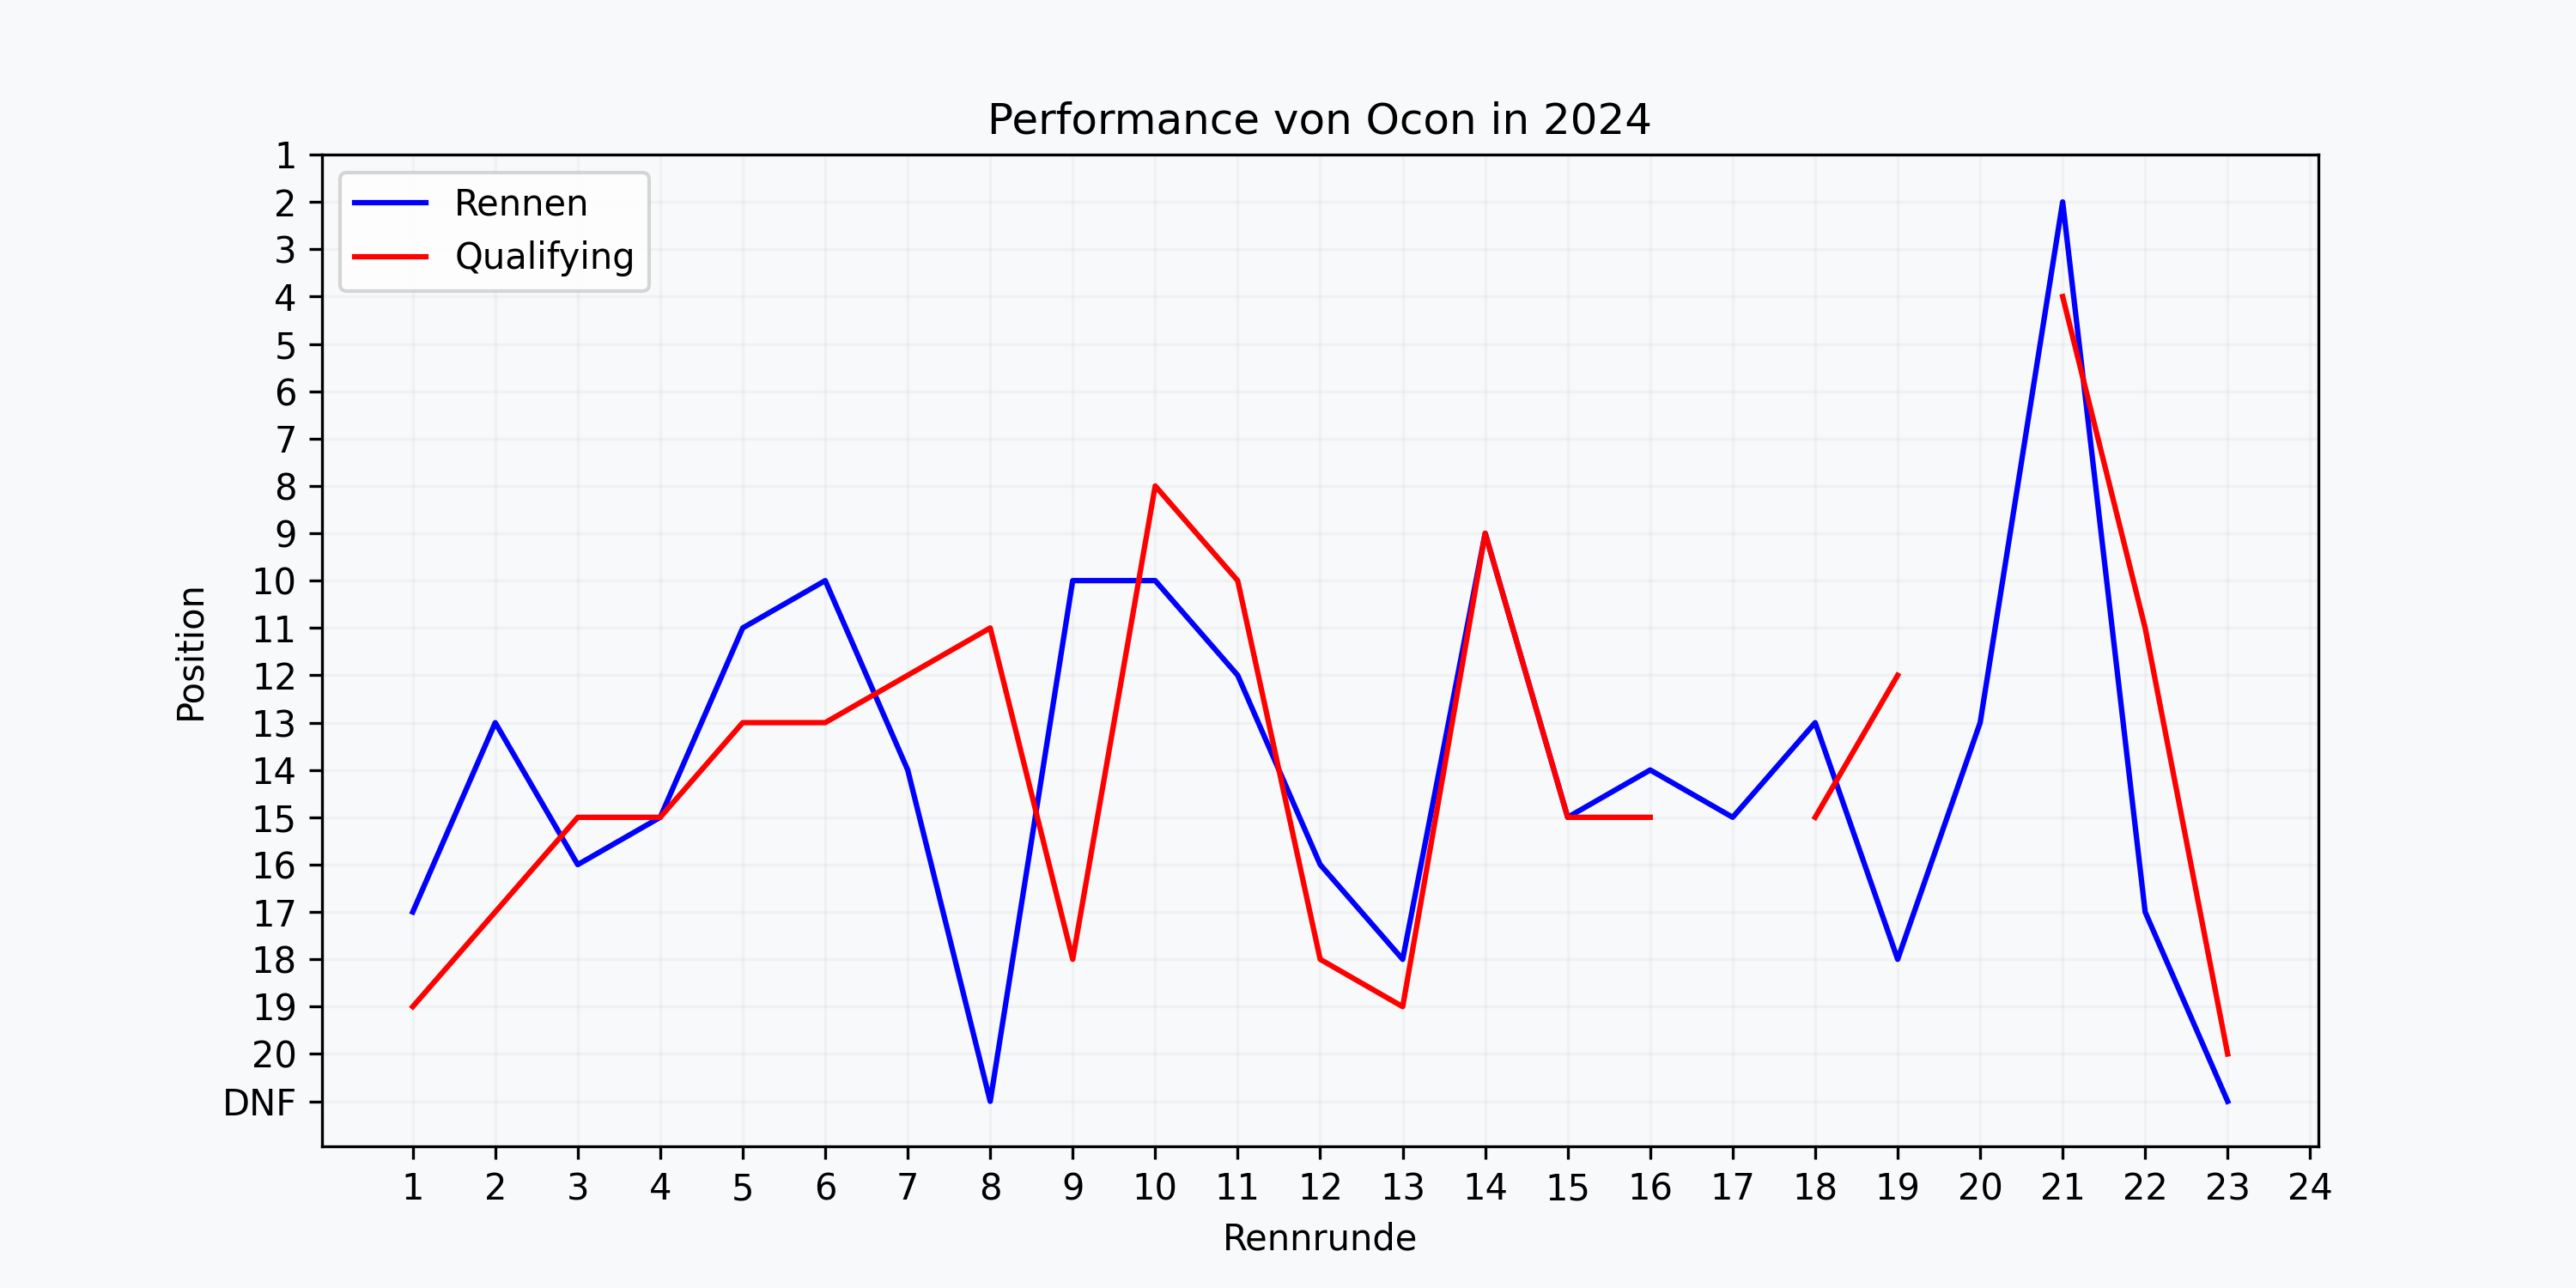 Performance von Ocon in 2024
Rennen
Qualifying
Position
1
2
3
4
5
6
7
8
9
10
11
12
13
14
15
16
17
18
19
20
DNF
1 2 3 4 5 6 7 8 9 10 11 12 13 14 15 16 17 18 19 20 21 22 23 24
Rennrunde